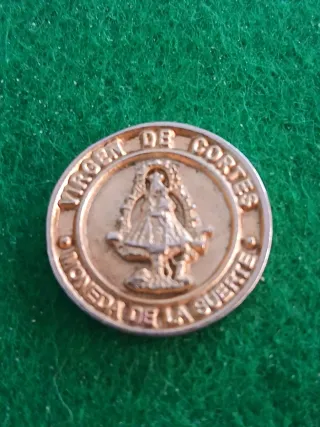 VIRGEN DE CORTES
MONEDA DE LA SUERTE